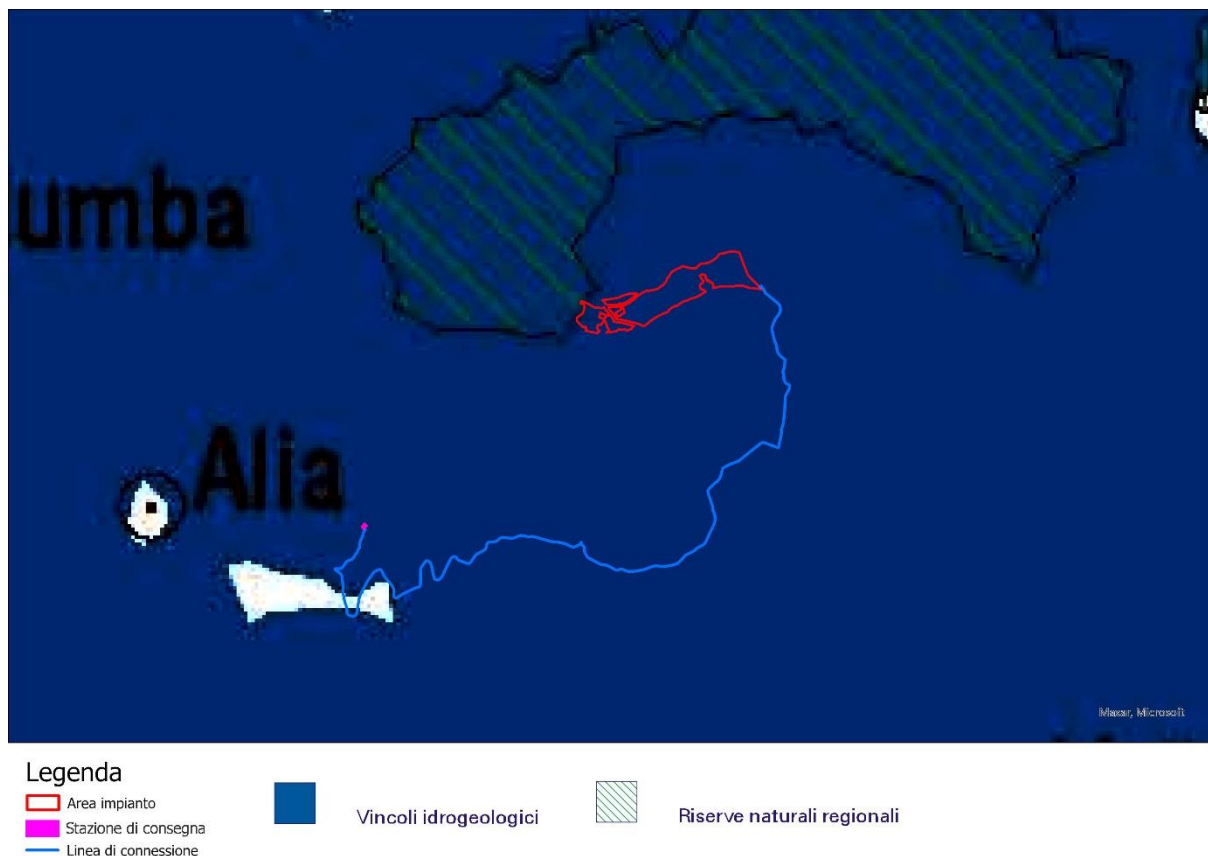 umba
Alia
Maxar, Microsoft
Legenda
Area impianto
Stazione di consegna
Linea di connessione
Vincoli idrogeologici
Riserve naturali regionali